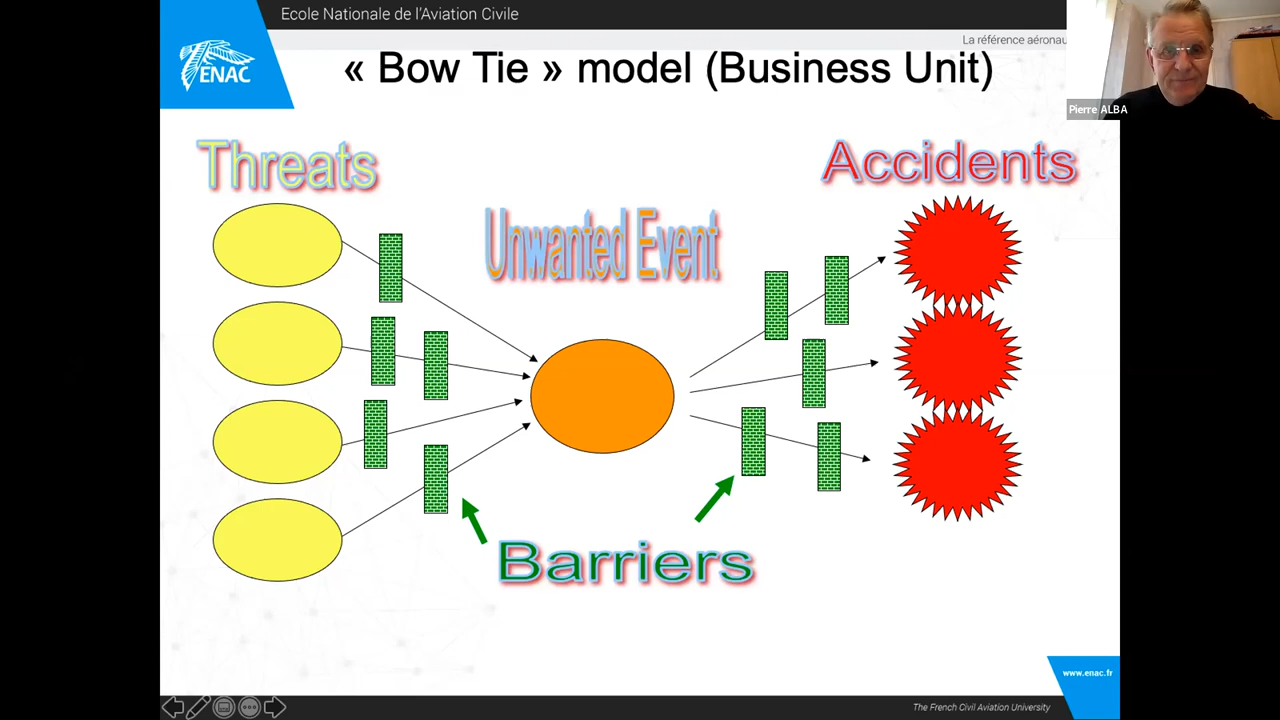 Ecole Nationale de l'Aviation Civile
La référence aéronau
ENAC
« Bow Tie » model (Business Unit)
Pierre ALBA
Threats
Accidents
Unwanted Event
Barriers
www.enac.fr
The French Civil Aviation University